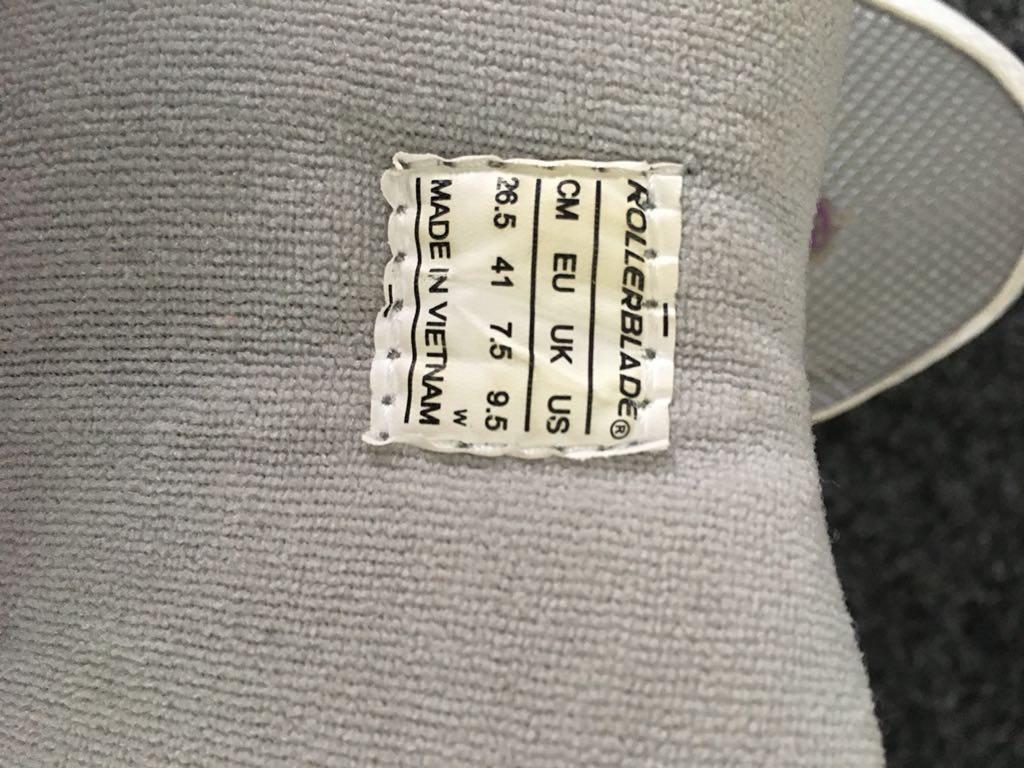 ROLLERBLADE®
CM EU UK US
26.5 41 7.5 9.5
W
MADE IN VIETNAM